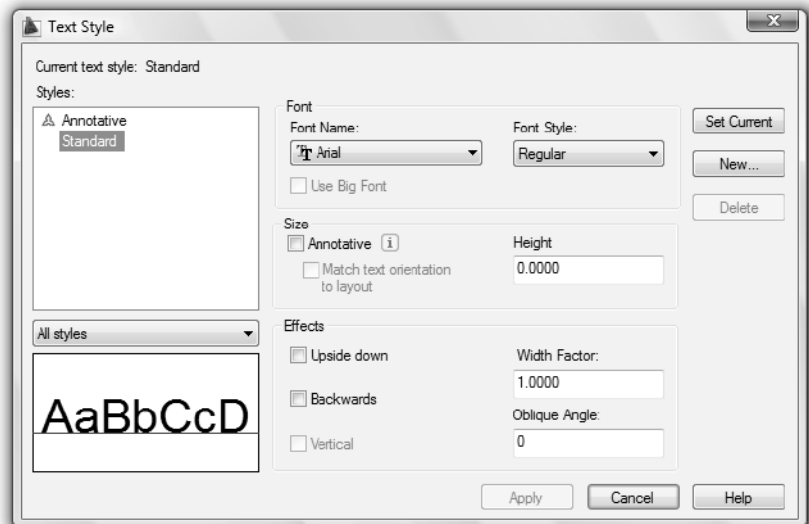 Text Style
Current text style: Standard
Styles:
Annotative
Standard
All styles
AaBbCcD
Font
Font Name:
Arial
Use Big Font
Font Style:
Regular
Size
Annotative
Match text orientation
to layout
Height
0.0000
Effects
Upside down
Backwards
Vertical
Width Factor:
1.0000
Oblique Angle:
0
Set Current
New...
Delete
Apply
Cancel
Help